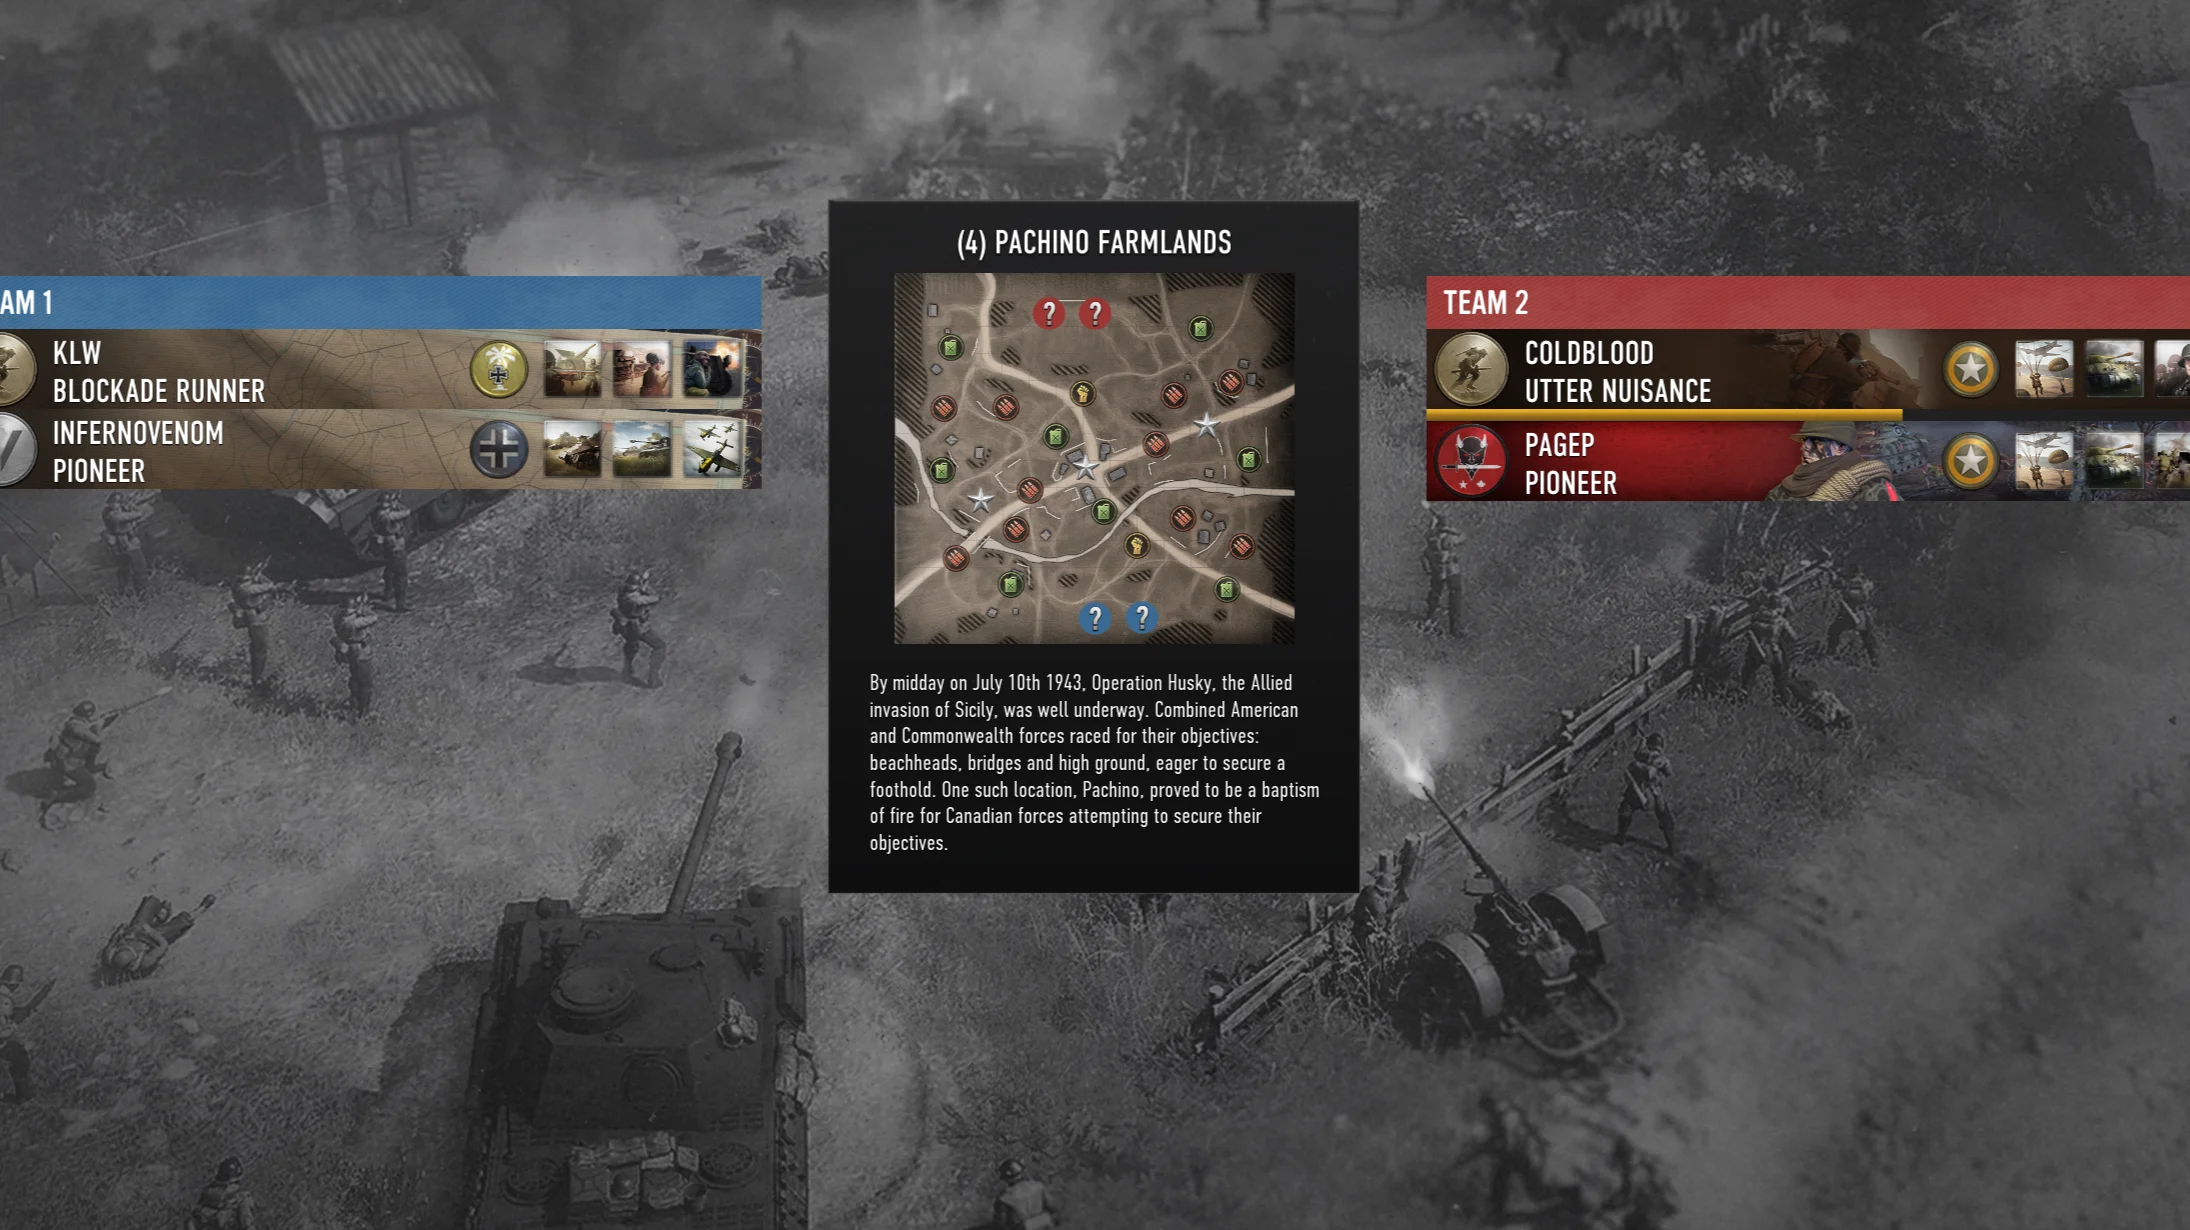 (4) PACHINO FARMLANDS
AM 1
KLW
BLOCKADE RUNNER
INFERNOVENOM
PIONEER
? ?
? ?
By midday on July 10th 1943, Operation Husky, the Allied
invasion of Sicily, was well underway. Combined American
and Commonwealth forces raced for their objectives:
beachheads, bridges and high ground, eager to secure a
foothold. One such location, Pachino, proved to be a baptism
of fire for Canadian forces attempting to secure their
objectives.
TEAM 2
COLDBLOOD
UTTER NUISANCE
PAGEP
PIONEER